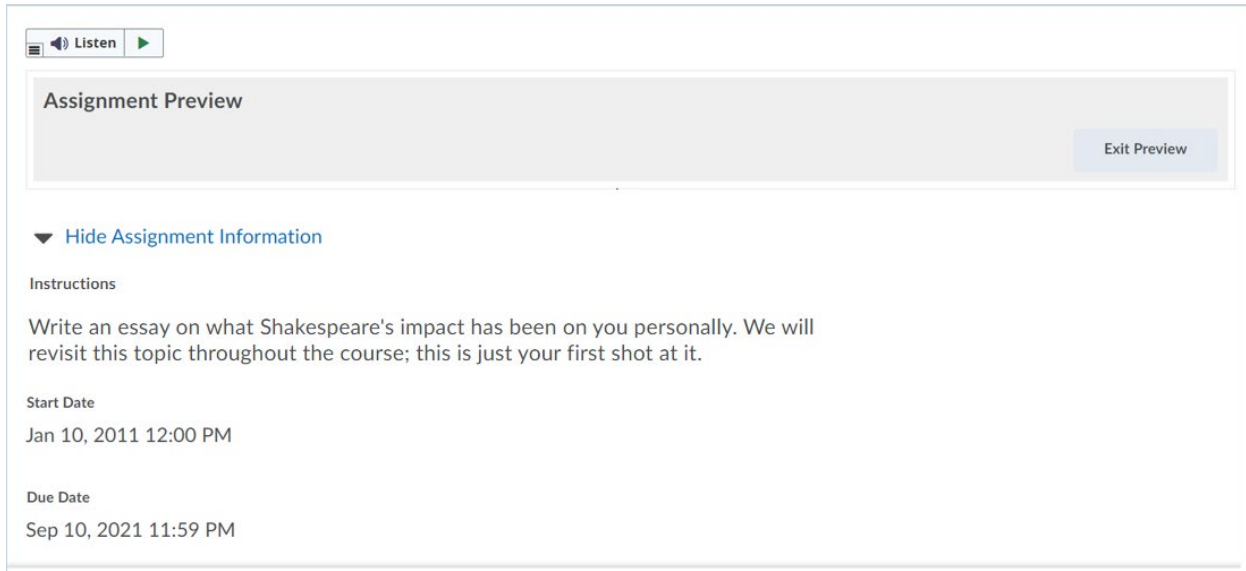 Listen
Assignment Preview
Exit Preview
Hide Assignment Information
Instructions
Write an essay on what Shakespeare's impact has been on you personally. We will
revisit this topic throughout the course; this is just your first shot at it.
Start Date
Jan 10, 2011 12:00 PM
Due Date
Sep 10, 2021 11:59 PM